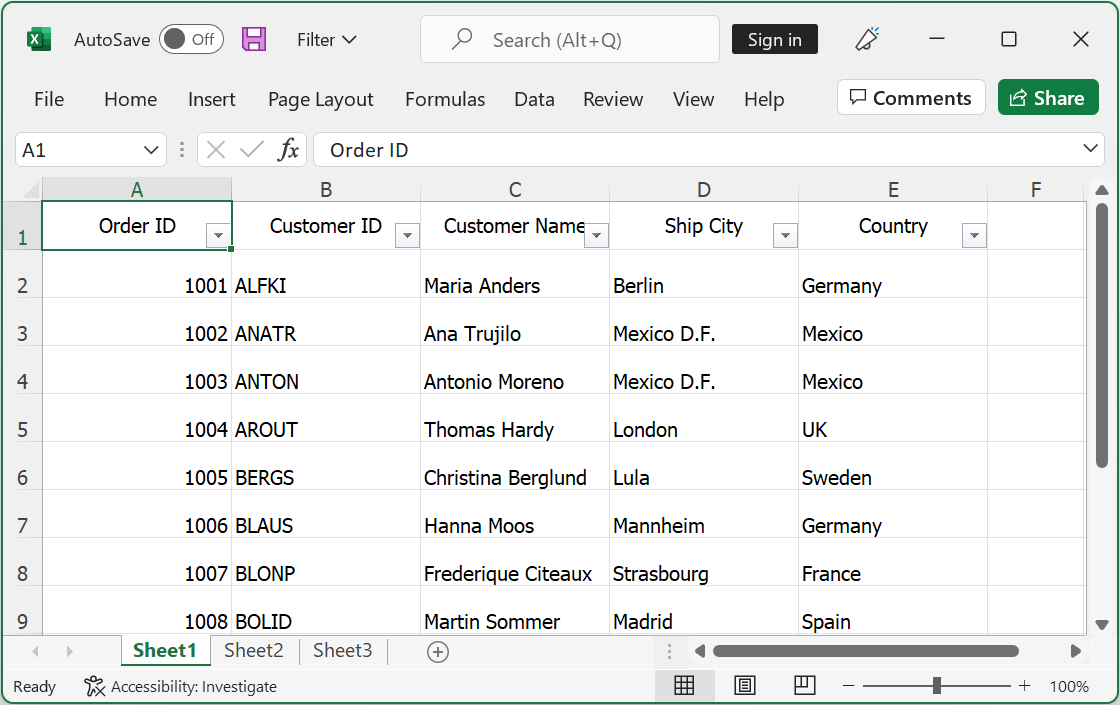 AutoSave Off Filter Search (Alt+Q) Sign in
File Home Insert Page Layout Formulas Data Review View Help Comments Share
A1 fx Order ID
A B C D E F
1 Order ID Customer ID Customer Name Ship City Country
2 1001 ALFKI Maria Anders Berlin Germany
3 1002 ANATR Ana Trujilo Mexico D.F. Mexico
4 1003 ANTON Antonio Moreno Mexico D.F. Mexico
5 1004 AROUT Thomas Hardy London UK
6 1005 BERGS Christina Berglund Lula Sweden
7 1006 BLAUS Hanna Moos Mannheim Germany
8 1007 BLONP Frederique Citeaux Strasbourg France
9 1008 BOLID Martin Sommer Madrid Spain
Sheet1 Sheet2 Sheet3
Ready Accessibility: Investigate 100%